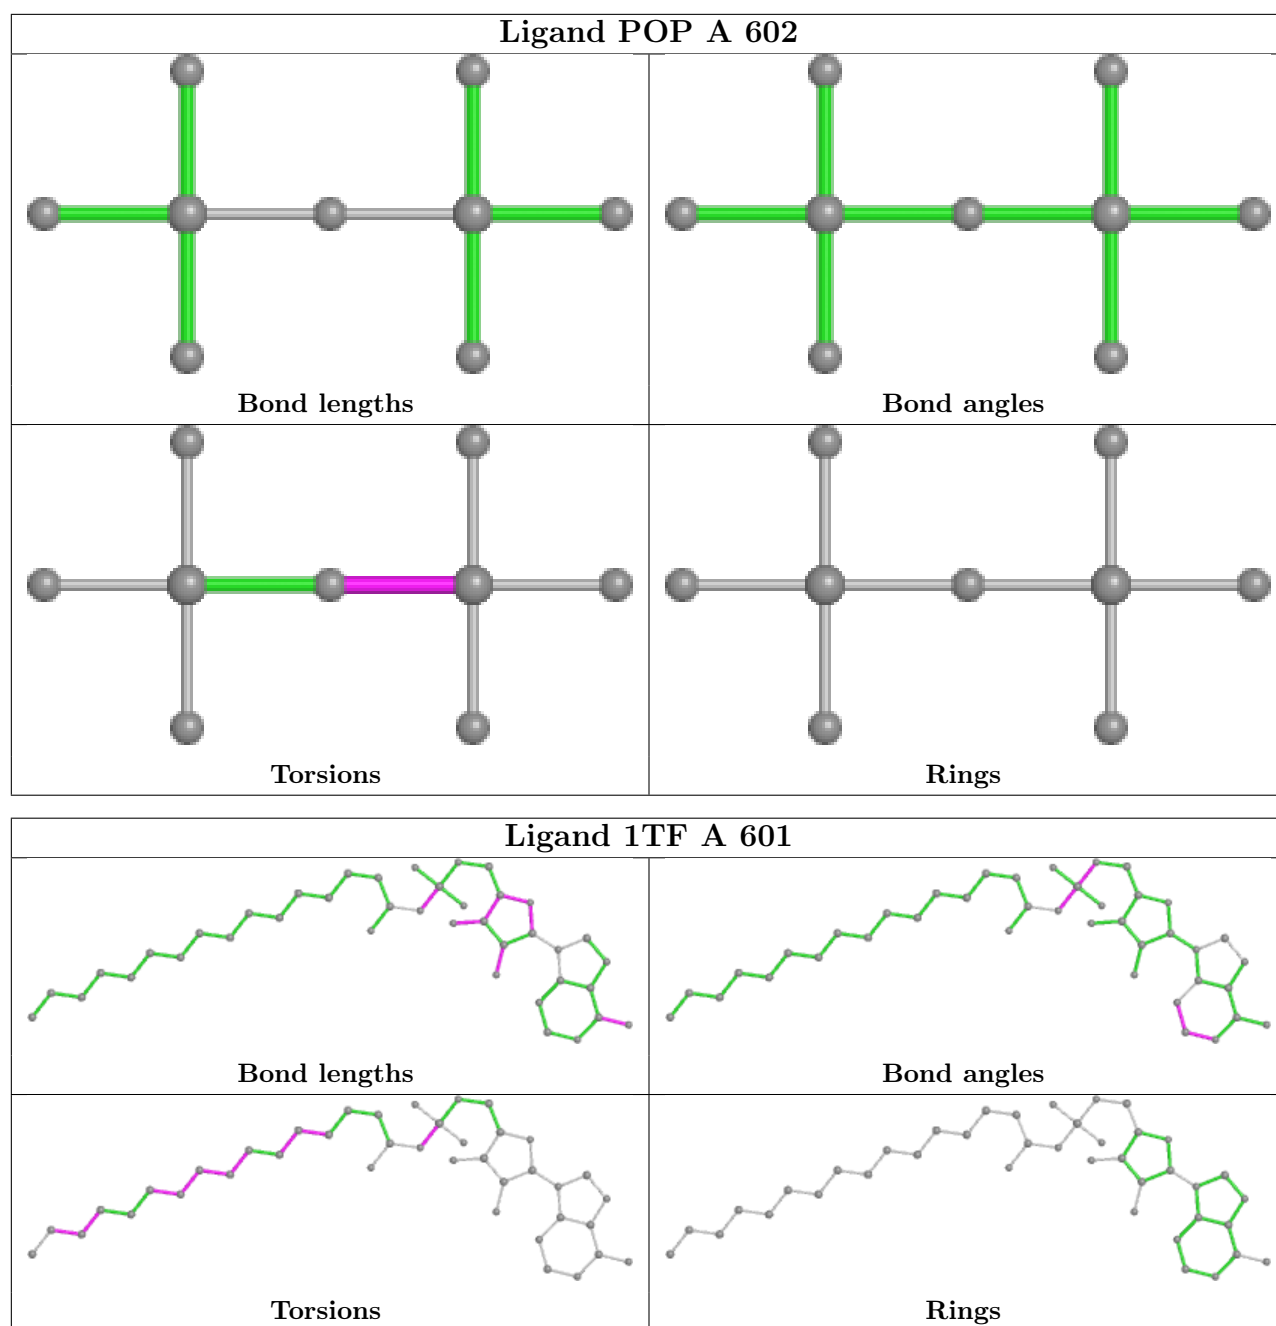 Ligand POP A 602
Bond lengths
Bond angles
Torsions
Rings
Ligand 1TF A 601
Bond lengths
Bond angles
Torsions
Rings